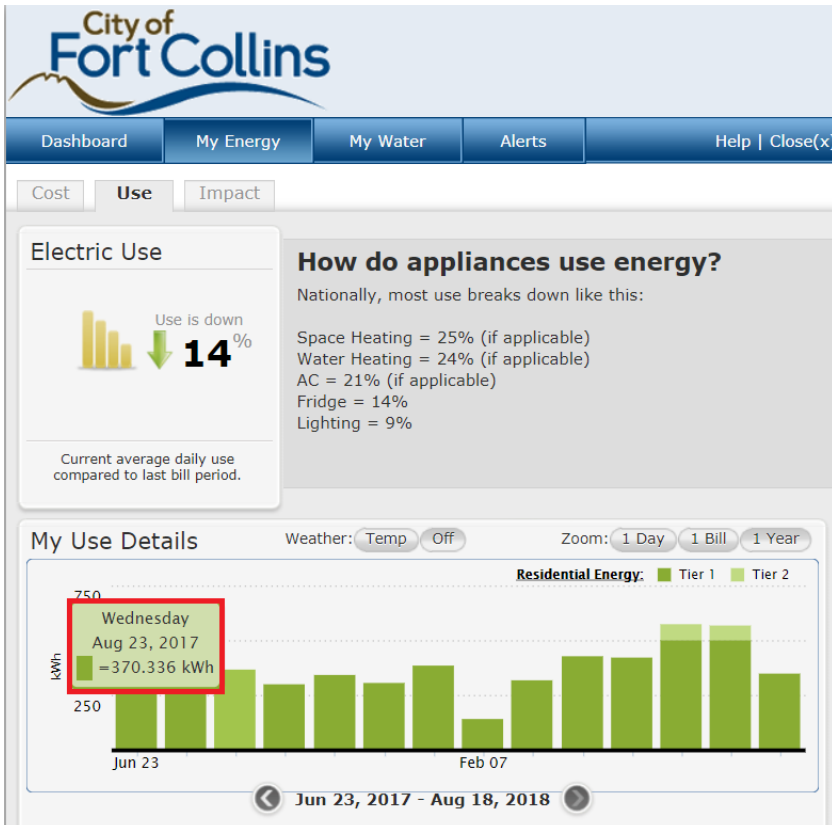 City of
Fort Collins
Dashboard My Energy My Water Alerts Help | Close(x)
Cost Use Impact
Electric Use
Use is down
14%
Current average daily use
compared to last bill period.
How do appliances use energy?
Nationally, most use breaks down like this:
Space Heating = 25% (if applicable)
Water Heating = 24% (if applicable)
AC = 21% (if applicable)
Fridge = 14%
Lighting = 9%
My Use Details Weather: Temp Off Zoom: 1 Day 1 Bill 1 Year
Residential Energy: Tier 1 Tier 2
750
Wednesday
Aug 23, 2017
=370.336 kWh
kWh
250
Jun 23 Feb 07
Jun 23, 2017 - Aug 18, 2018